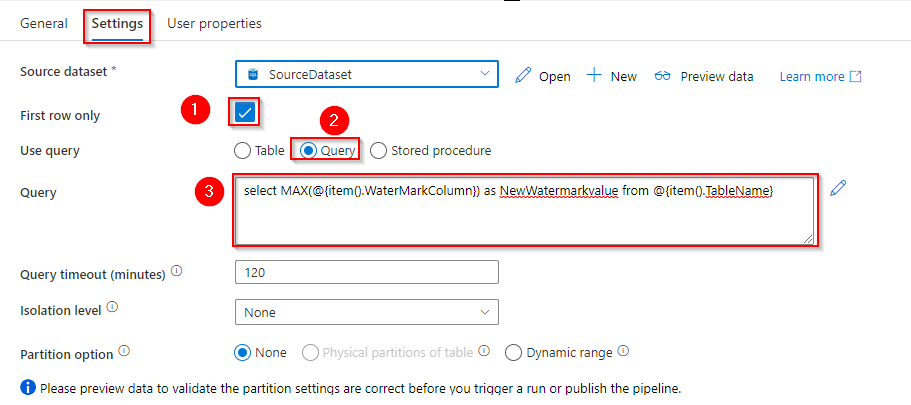 General Settings User properties
Source dataset * SourceDataset Open New Preview data Learn more
1
First row only
2
Use query Table Query Stored procedure
3
Query select MAX(@{item().WaterMarkColumn}) as NewWatermarkvalue from @{item().TableName}
Query timeout (minutes) 120
Isolation level None
Partition option None Physical partitions of table Dynamic range
Please preview data to validate the partition settings are correct before you trigger a run or publish the pipeline.